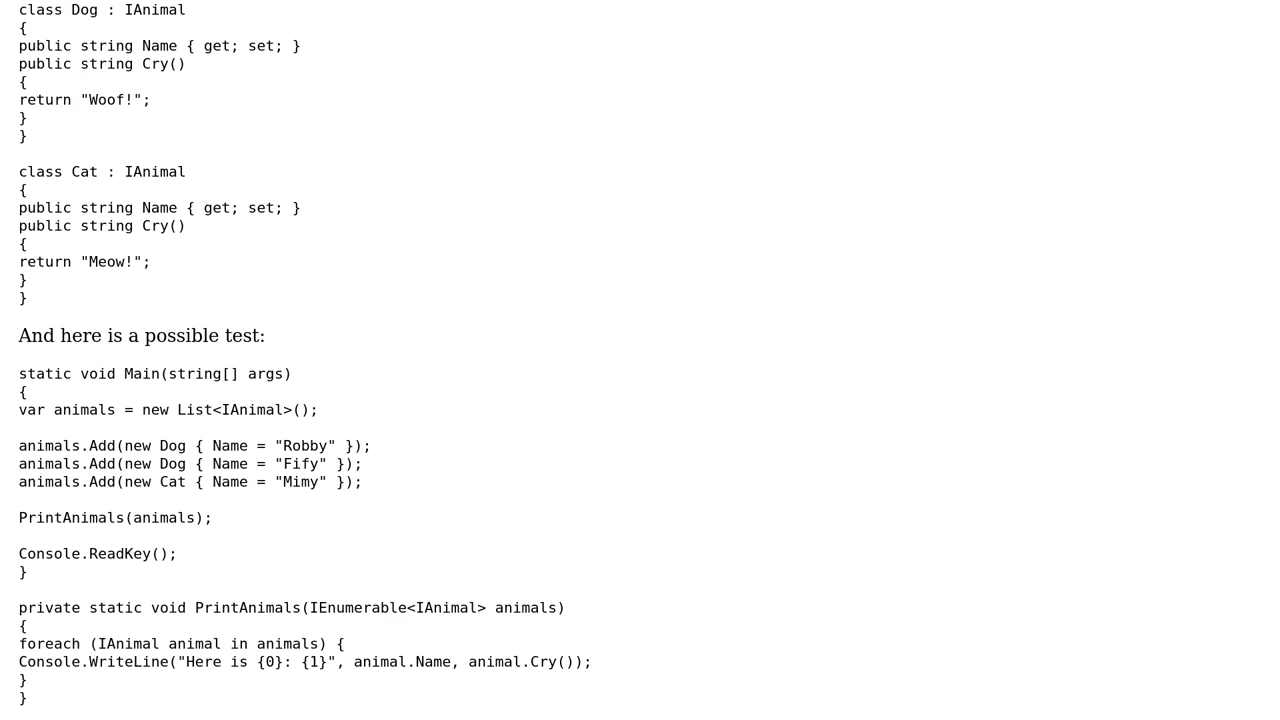 class Dog : IAnimal
{
public string Name { get; set; }
public string Cry()
{
return "Woof!";
}
}
class Cat : IAnimal
{
public string Name { get; set; }
public string Cry()
{
return "Meow!";
}
}
And here is a possible test:
static void Main(string[] args)
{
var animals = new List<IAnimal>();
animals.Add(new Dog { Name = "Robby" });
animals.Add(new Dog { Name = "Fify" });
animals.Add(new Cat { Name = "Mimy" });
PrintAnimals(animals);
Console.ReadKey();
}
private static void PrintAnimals(IEnumerable<IAnimal> animals)
{
foreach (IAnimal animal in animals) {
Console.WriteLine("Here is {0}: {1}", animal.Name, animal.Cry());
}
}